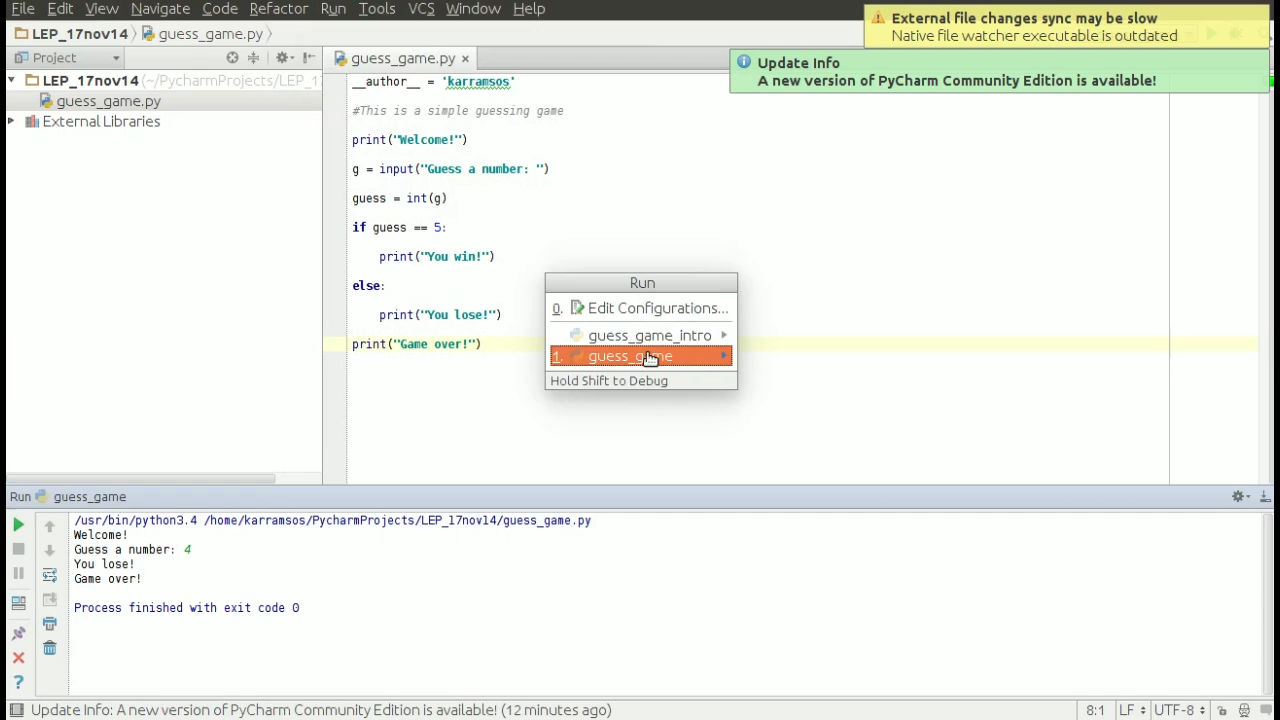 File Edit View Navigate Code Refactor Run Tools VCS Window Help
External file changes sync may be slow
Native file watcher executable is outdated
LEP_17nov14 guess_game.py
Update Info
A new version of PyCharm Community Edition is available!
Project
guess_game.py
LEP_17nov14 (~/PycharmProjects/LEP_17
guess_game.py
External Libraries
__author__ = 'karramsos'
#This is a simple guessing game
print("Welcome!")
g = input("Guess a number: ")
guess = int(g)
if guess == 5:
print("You win!")
else:
print("You lose!")
print("Game over!")
Run
0. Edit Configurations...
guess_game_intro
1. guess_game
Hold Shift to Debug
Run guess_game
/usr/bin/python3.4 /home/karramsos/PycharmProjects/LEP_17nov14/guess_game.py
Welcome!
Guess a number: 4
You lose!
Game over!
Process finished with exit code 0
Update Info: A new version of PyCharm Community Edition is available! (12 minutes ago)
8:1 LF UTF-8